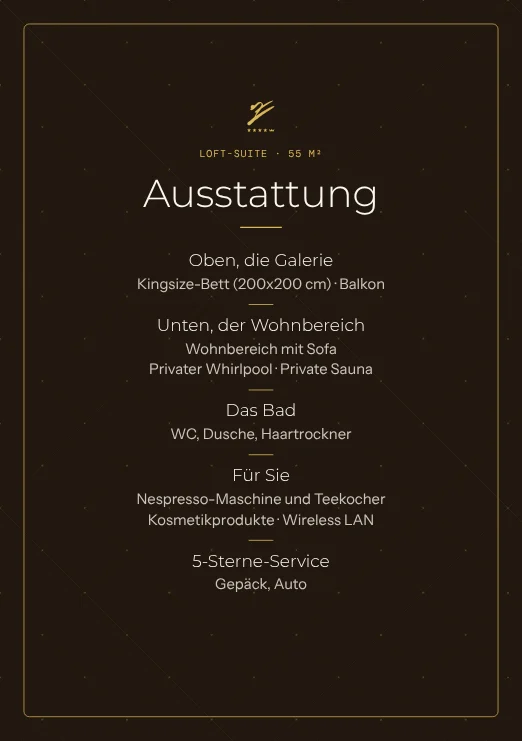 LOFT-SUITE · 55 M²
Ausstattung
Oben, die Galerie
Kingsize-Bett (200x200 cm) · Balkon
Unten, der Wohnbereich
Wohnbereich mit Sofa
Privater Whirlpool · Private Sauna
Das Bad
WC, Dusche, Haartrockner
Für Sie
Nespresso-Maschine und Teekocher
Kosmetikprodukte · Wireless LAN
5-Sterne-Service
Gepäck, Auto